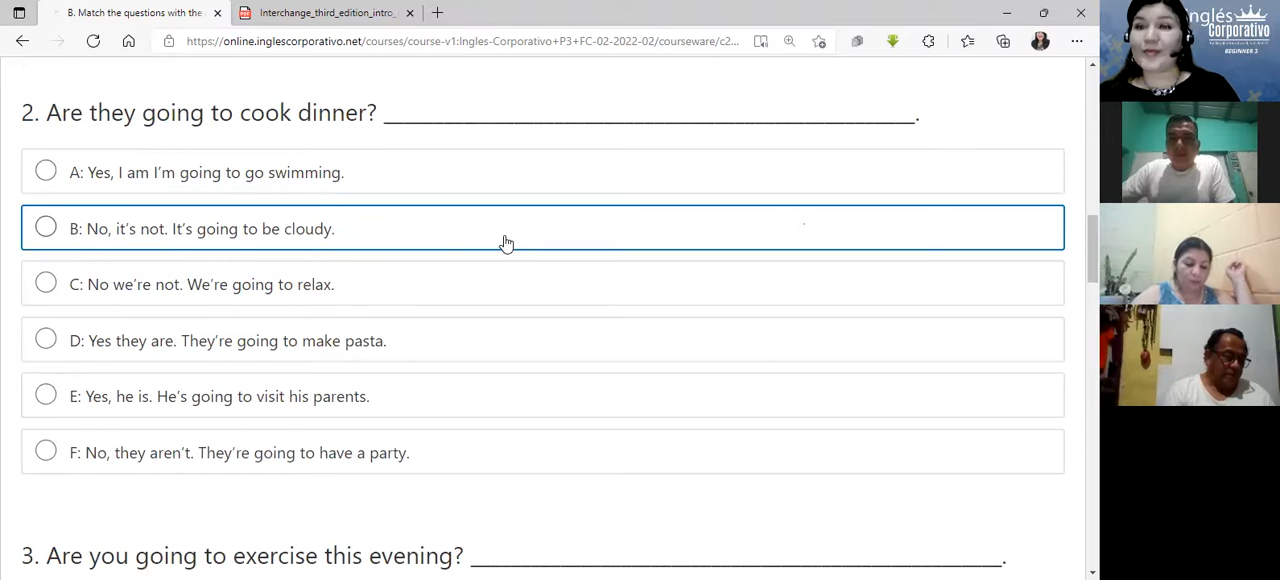 B. Match the questions with the
Interchange_third_edition_intro_
https://online.inglescorporativo.net/courses/course-v1:Ingles-Corporativo+P3+FC-02-2022-02/courseware/c2...
2. Are they going to cook dinner? ______.
A: Yes, I am I'm going to go swimming.
B: No, it's not. It's going to be cloudy.
C: No we're not. We're going to relax.
D: Yes they are. They're going to make pasta.
E: Yes, he is. He's going to visit his parents.
F: No, they aren't. They're going to have a party.
3. Are you going to exercise this evening? ______.
inglés
Corporativo
BEGINNER 3